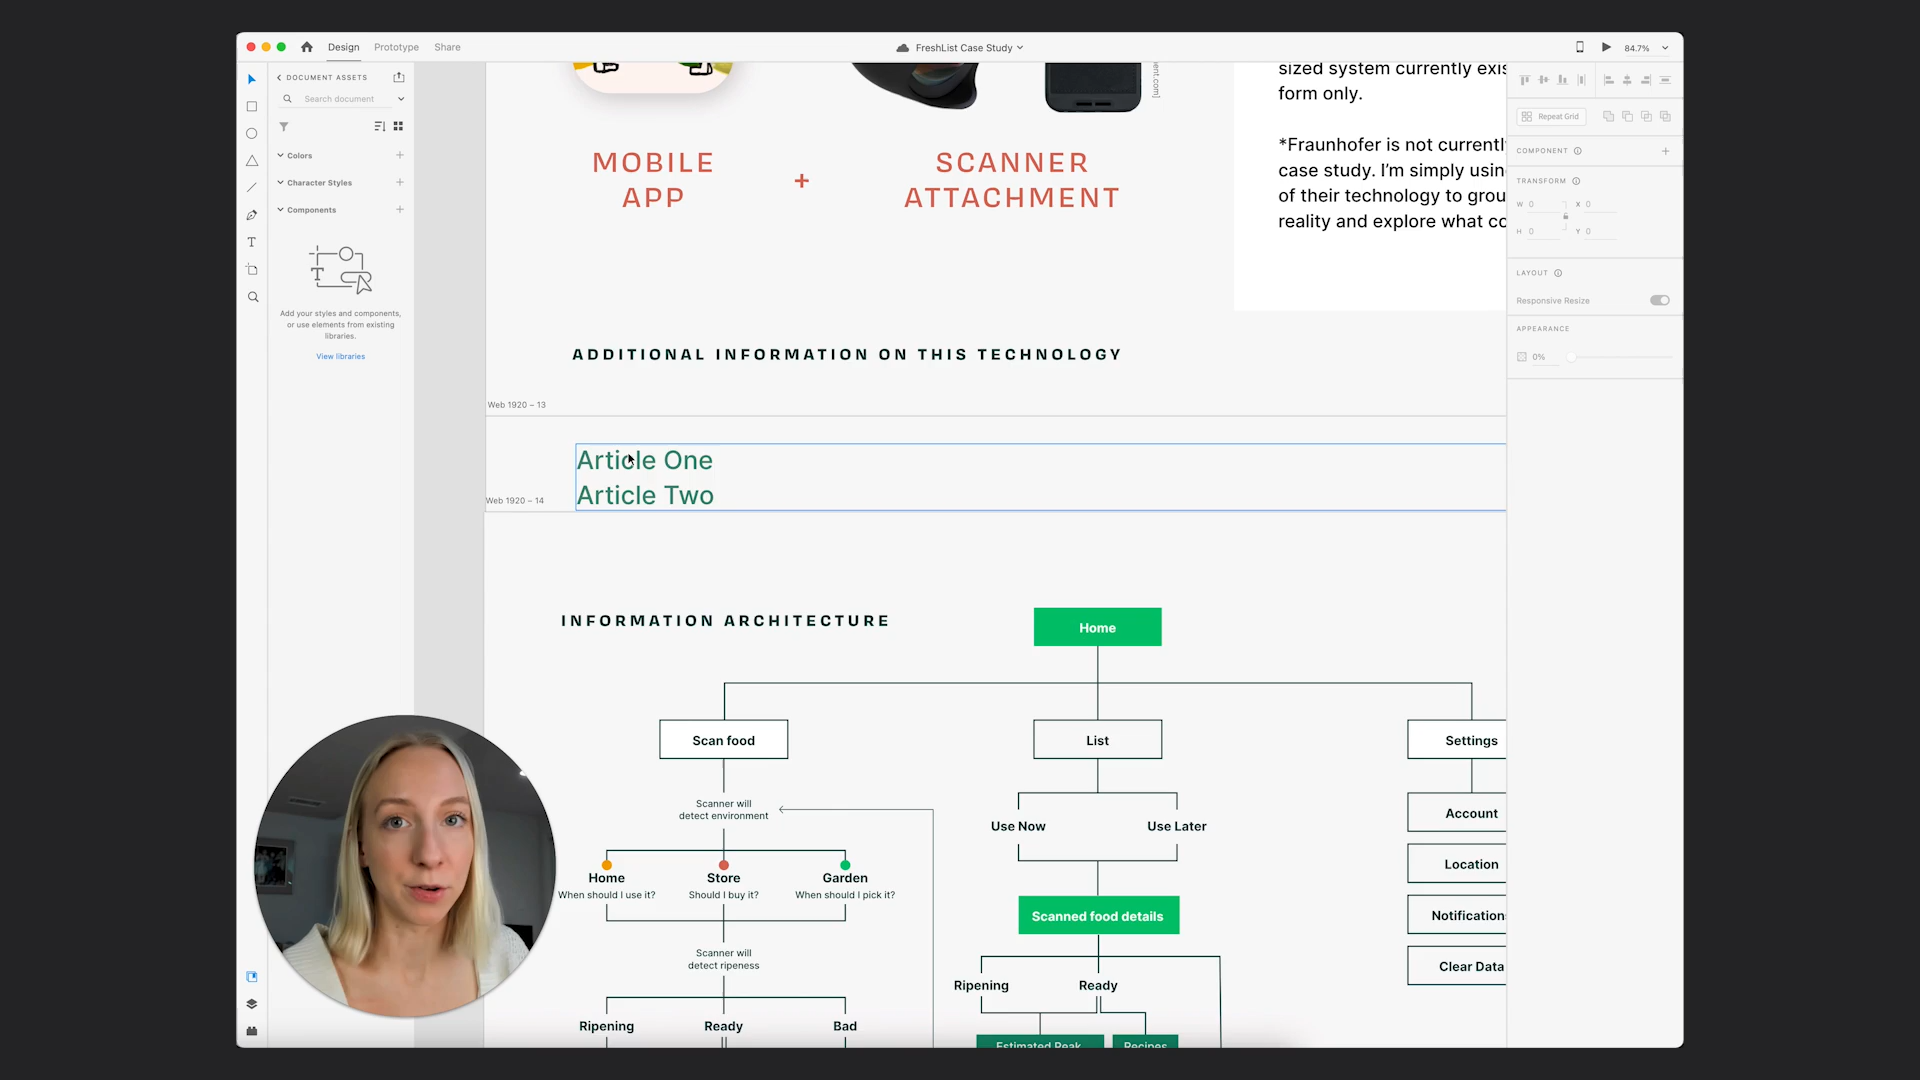 Design
Prototype
Share
FreshList Case Study
84.7%
DOCUMENT ASSETS
Search document
Colors
Character Styles
Components
Add your styles and components,
or use elements from existing
libraries.
View libraries
MOBILE
APP
+
SCANNER
ATTACHMENT
ent.com]
sized system currently exis
form only.
*Fraunhofer is not currentl
case study. I'm simply usin
of their technology to grou
reality and explore what co
ADDITIONAL INFORMATION ON THIS TECHNOLOGY
Web 1920 – 13
Article One
Article Two
Web 1920 – 14
INFORMATION ARCHITECTURE
Home
Scan food
List
Settings
Scanner will
detect environment
Use Now
Use Later
Account
Location
Notification
Clear Data
Home
When should I use it?
Store
Should I buy it?
Garden
When should I pick it?
Scanned food details
Scanner will
detect ripeness
Ripening
Ready
Ripening
Ready
Bad
Estimated Peak
Recipes
Repeat Grid
COMPONENT
TRANSFORM
W 0
X 0
H 0
Y 0
LAYOUT
Responsive Resize
APPEARANCE
0%